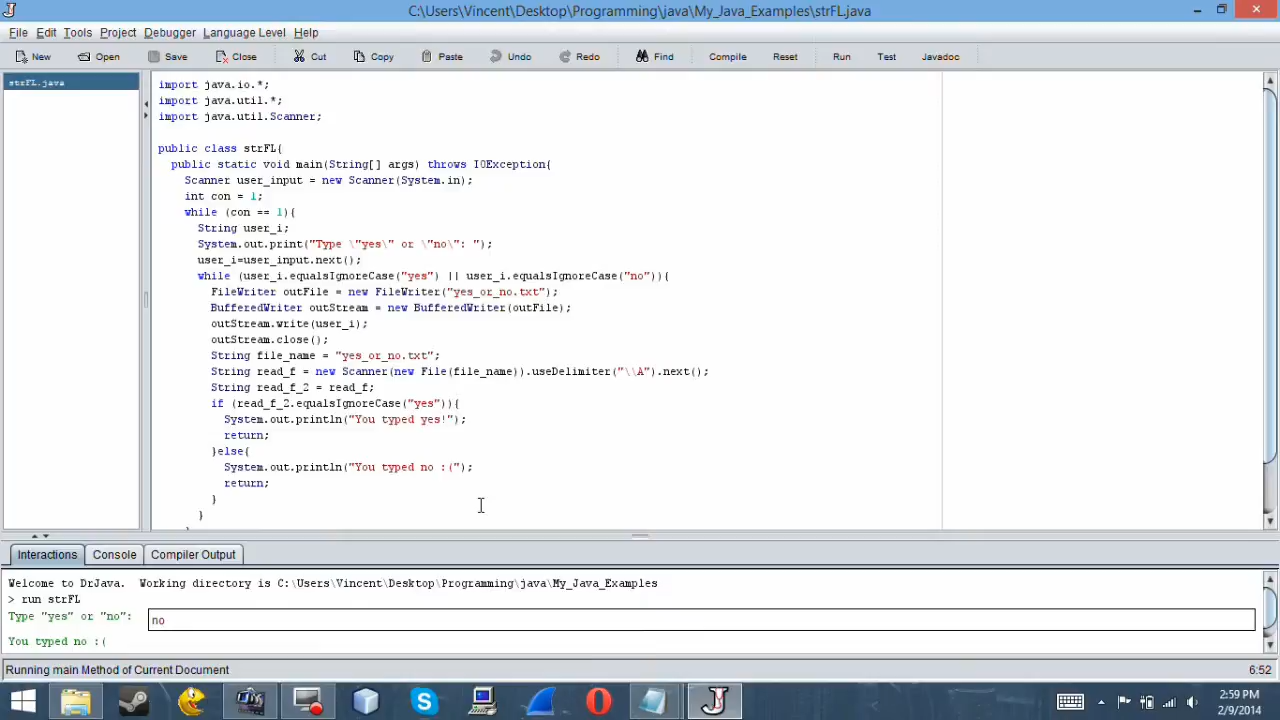 C:\Users\Vincent\Desktop\Programming\java\My_Java_Examples\strFL.java
File Edit Tools Project Debugger Language Level Help
New Open Save Close Cut Copy Paste Undo Redo Find Compile Reset Run Test Javadoc
strFL.java
import java.io.*;
import java.util.*;
import java.util.Scanner;
public class strFL{
public static void main(String[] args) throws IOException{
Scanner user_input = new Scanner(System.in);
int con = 1;
while (con == 1){
String user_i;
System.out.print("Type \"yes\" or \"no\": ");
user_i=user_input.next();
while (user_i.equalsIgnoreCase("yes") || user_i.equalsIgnoreCase("no")){
FileWriter outFile = new FileWriter("yes_or_no.txt");
BufferedWriter outStream = new BufferedWriter(outFile);
outStream.write(user_i);
outStream.close();
String file_name = "yes_or_no.txt";
String read_f = new Scanner(new File(file_name)).useDelimiter("\\A").next();
String read_f_2 = read_f;
if (read_f_2.equalsIgnoreCase("yes")){
System.out.println("You typed yes!");
return;
}else{
System.out.println("You typed no :(");
return;
}
}
Interactions Console Compiler Output
Welcome to DrJava. Working directory is C:\Users\Vincent\Desktop\Programming\java\My_Java_Examples
> run strFL
Type "yes" or "no": no
You typed no :(
Running main Method of Current Document 6:52
2:59 PM
2/9/2014